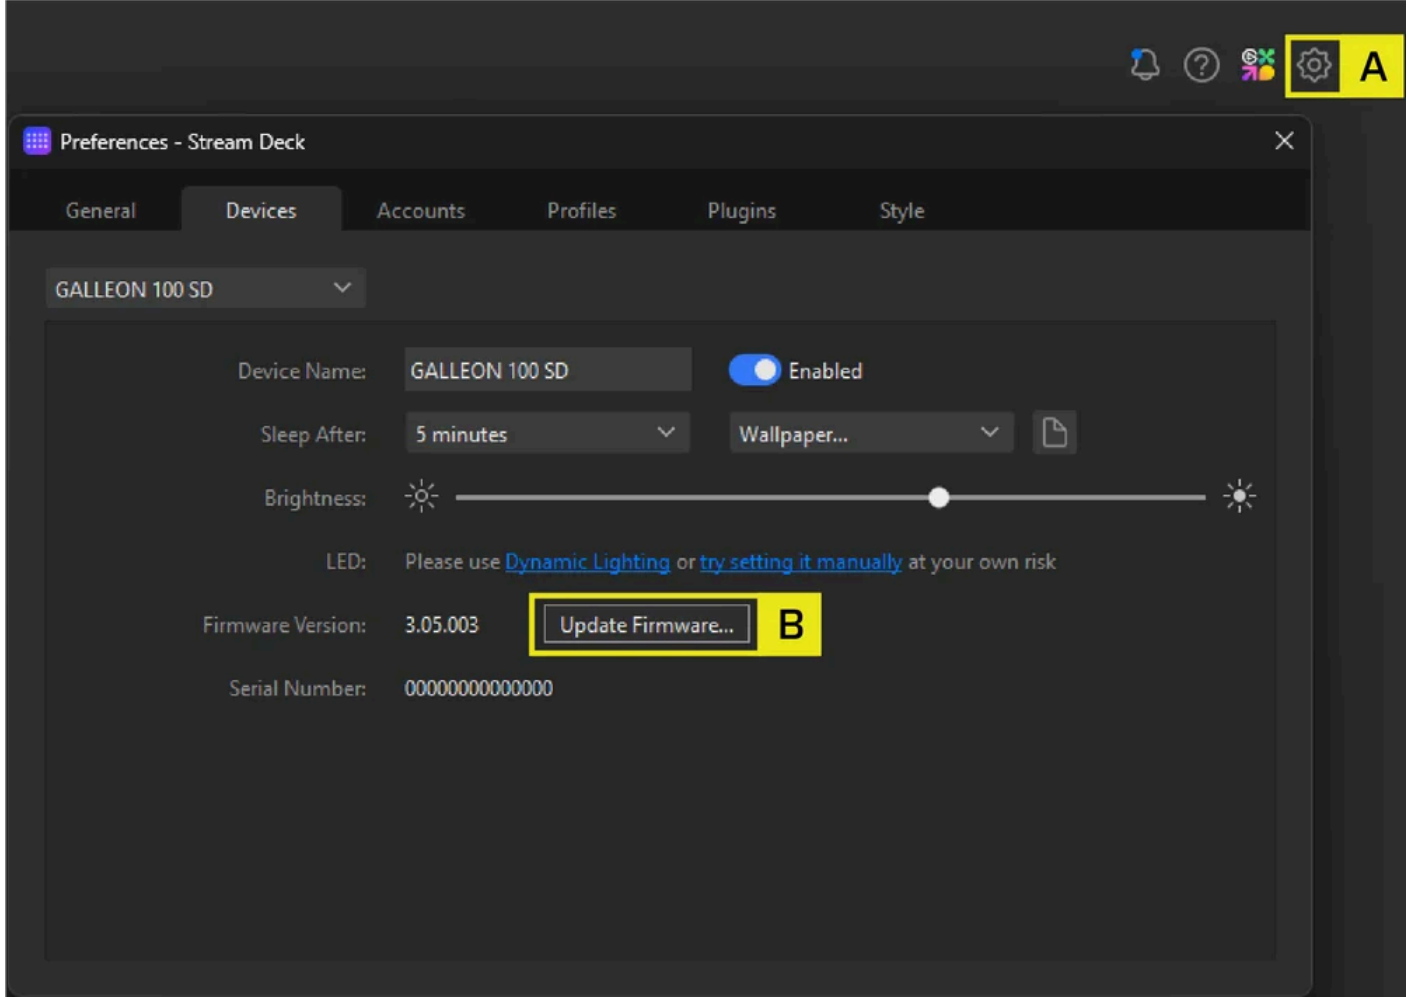 A
Preferences - Stream Deck
General Devices Accounts Profiles Plugins Style
GALLEON 100 SD
Device Name: GALLEON 100 SD Enabled
Sleep After: 5 minutes Wallpaper...
Brightness:
LED: Please use Dynamic Lighting or try setting it manually at your own risk
Firmware Version: 3.05.003 Update Firmware... B
Serial Number: 00000000000000